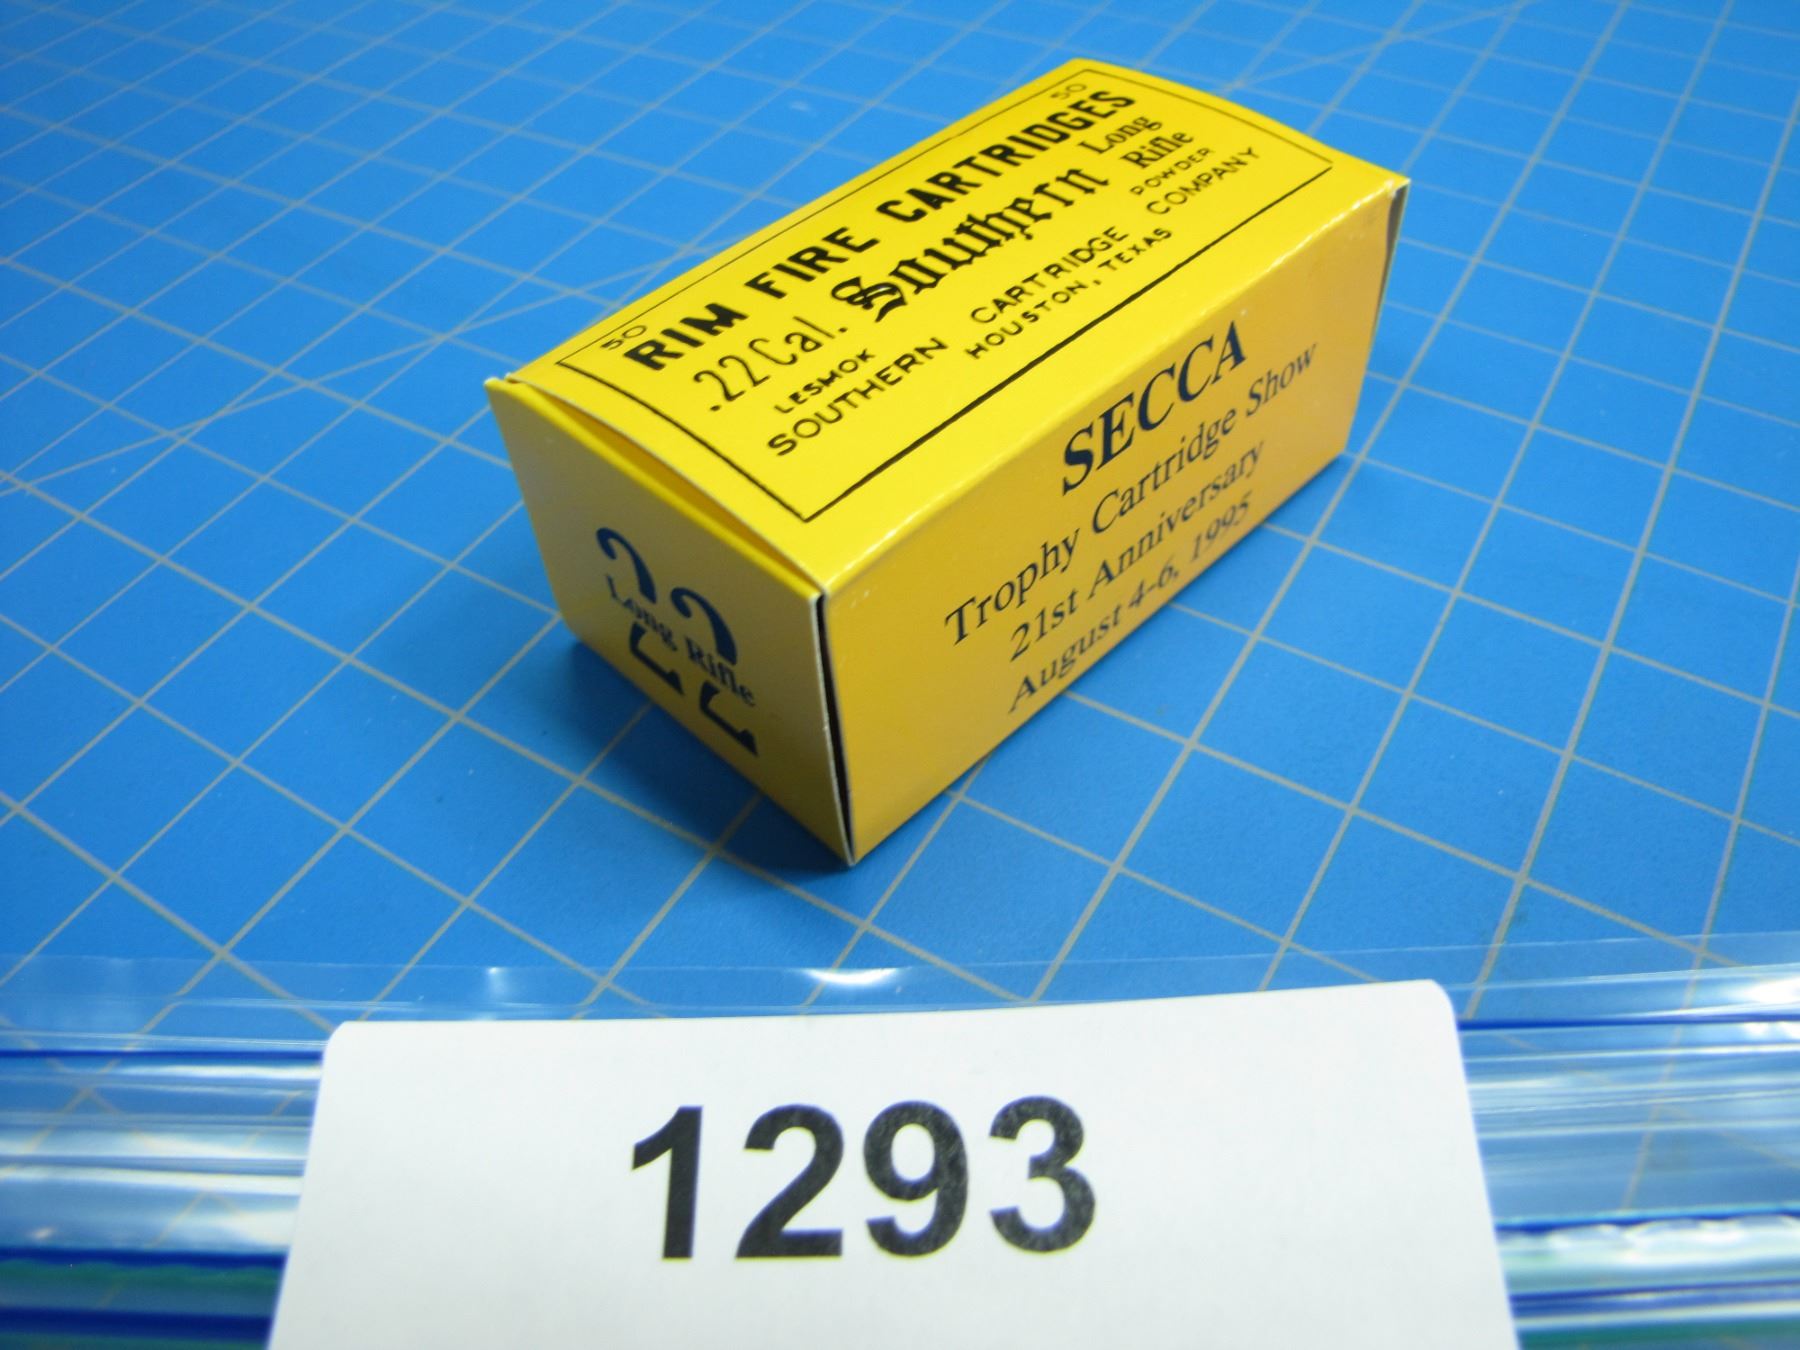 50 50
RIM FIRE CARTRIDGES
.22 Cal. Southern Long Rifle
LESMOK POWDER
SOUTHERN CARTRIDGE COMPANY
HOUSTON, TEXAS
SECCA
Trophy Cartridge Show
21st Anniversary
August 4-6, 1995
22
Long Rifle
1293